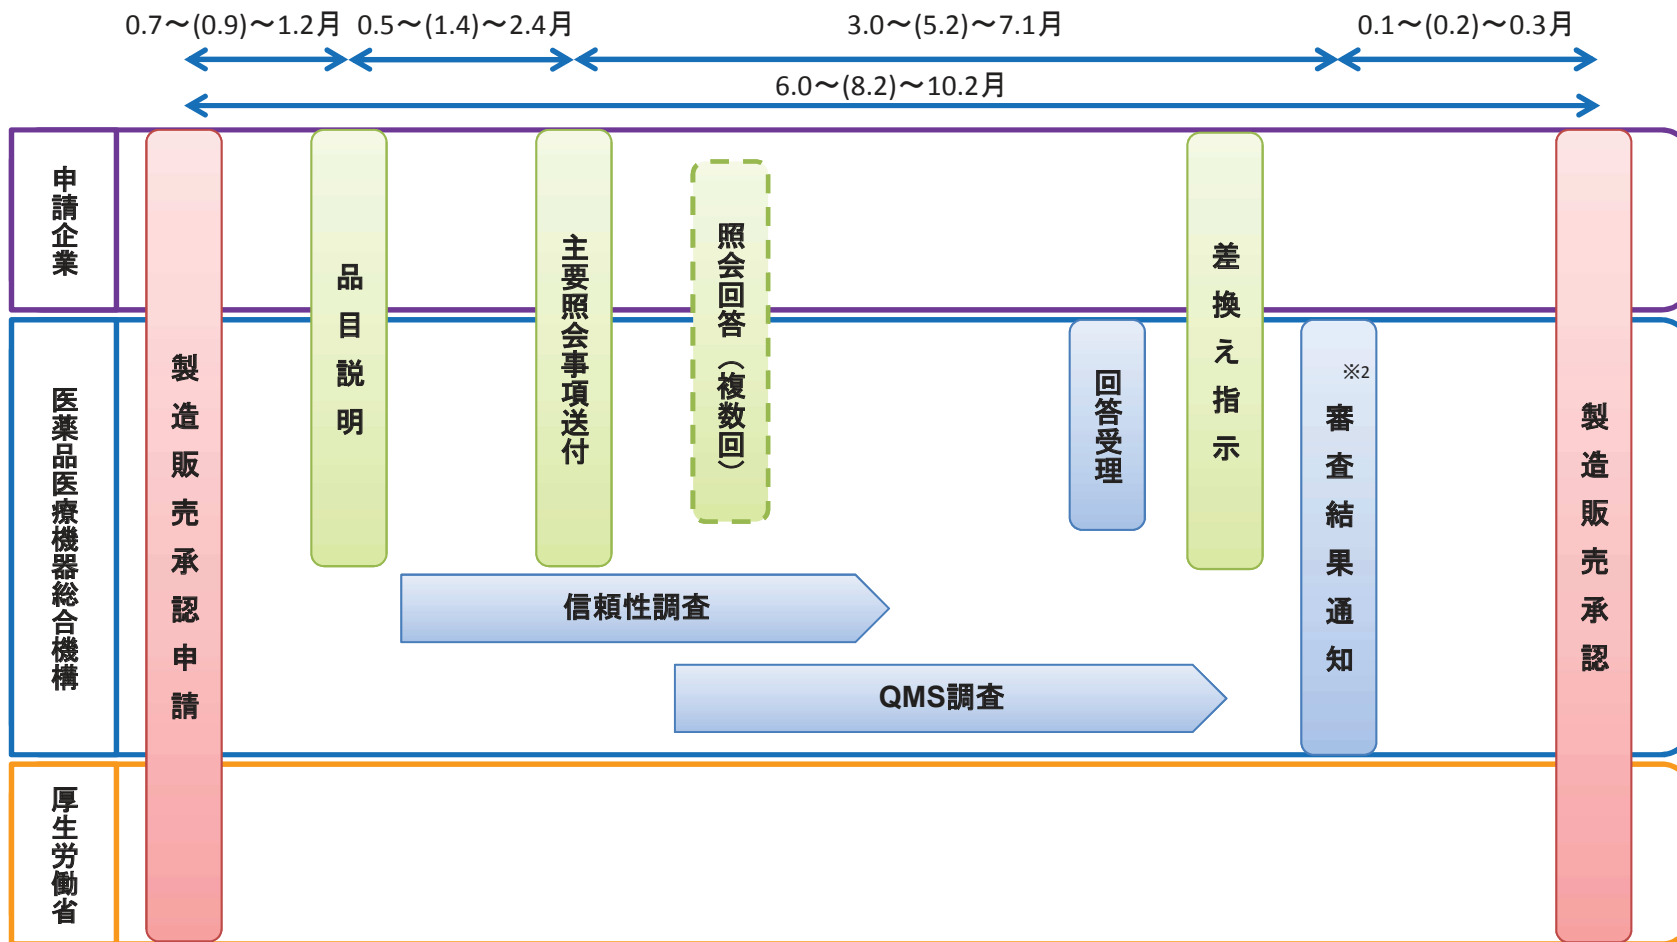 0.7～(0.9)～1.2月
0.5～(1.4)～2.4月
3.0～(5.2)～7.1月
0.1～(0.2)～0.3月
6.0～(8.2)～10.2月
申請企業
医薬品医療機器総合機構
厚生労働省
製造販売承認申請
品目説明
主要照会事項送付
照会回答（複数回）
回答受理
差換え指示
※2
審査結果通知
製造販売承認
信頼性調査
QMS調査